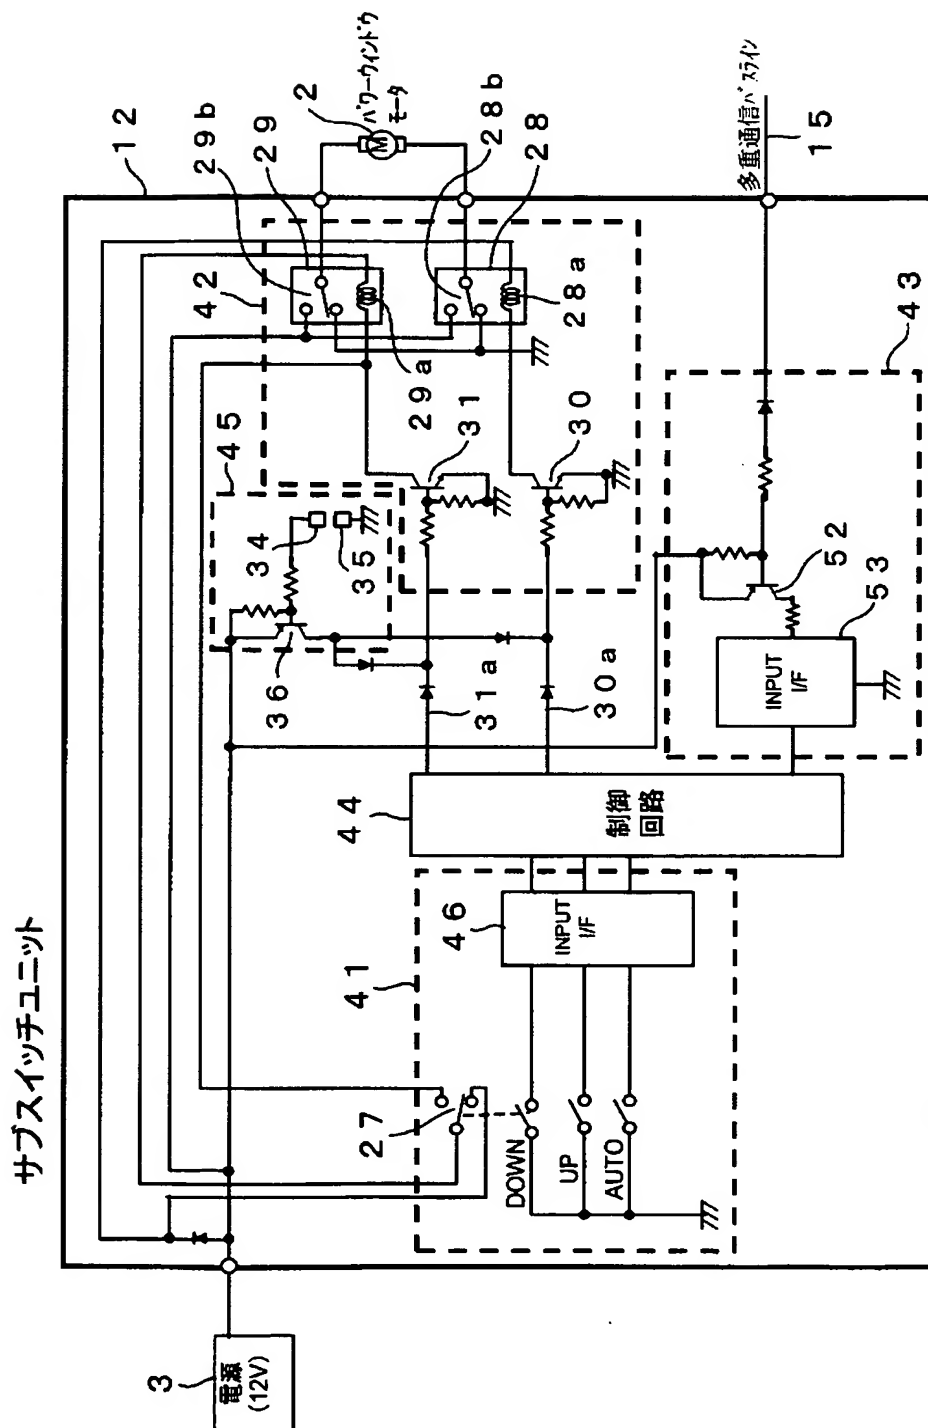 サブスイッチユニット
3
電源
(12V)
12
45
42
29b
29
2
パワーウィンドウ
モータ
34
35
36
29a
31
28b
28
28a
30
31a
30a
27
41
DOWN
UP
AUTO
46
INPUT
I/F
44
制御
回路
43
52
53
INPUT
I/F
多重通信バスライン
15
M